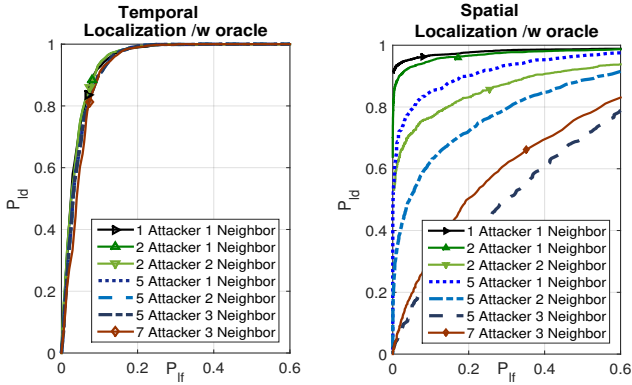 Temporal
Localization /w oracle
1
0.8
0.6
0.4
0.2
0
P_ld
1 Attacker 1 Neighbor
2 Attacker 1 Neighbor
2 Attacker 2 Neighbor
5 Attacker 1 Neighbor
5 Attacker 2 Neighbor
5 Attacker 3 Neighbor
7 Attacker 3 Neighbor
0 0.2 0.4 0.6
P_lf
Spatial
Localization /w oracle
1
0.8
0.6
0.4
0.2
0
P_ld
1 Attacker 1 Neighbor
2 Attacker 1 Neighbor
2 Attacker 2 Neighbor
5 Attacker 1 Neighbor
5 Attacker 2 Neighbor
5 Attacker 3 Neighbor
7 Attacker 3 Neighbor
0 0.2 0.4 0.6
P_lf